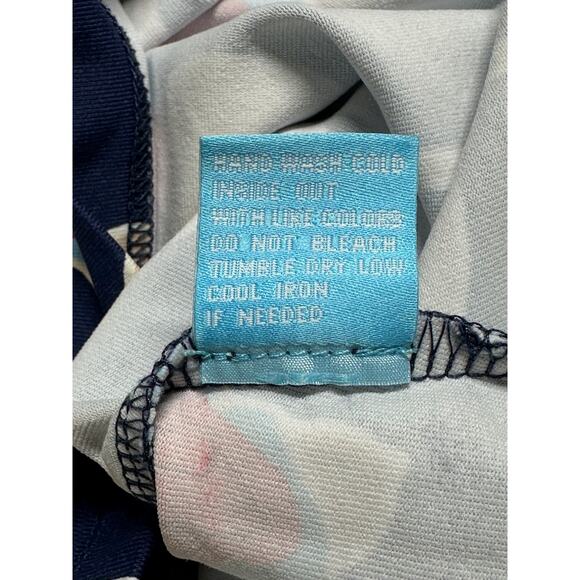 HAND WASH COLD
INSIDE OUT
WITH LIKE COLORS
DO NOT BLEACH
TUMBLE DRY LOW
COOL IRON
IF NEEDED